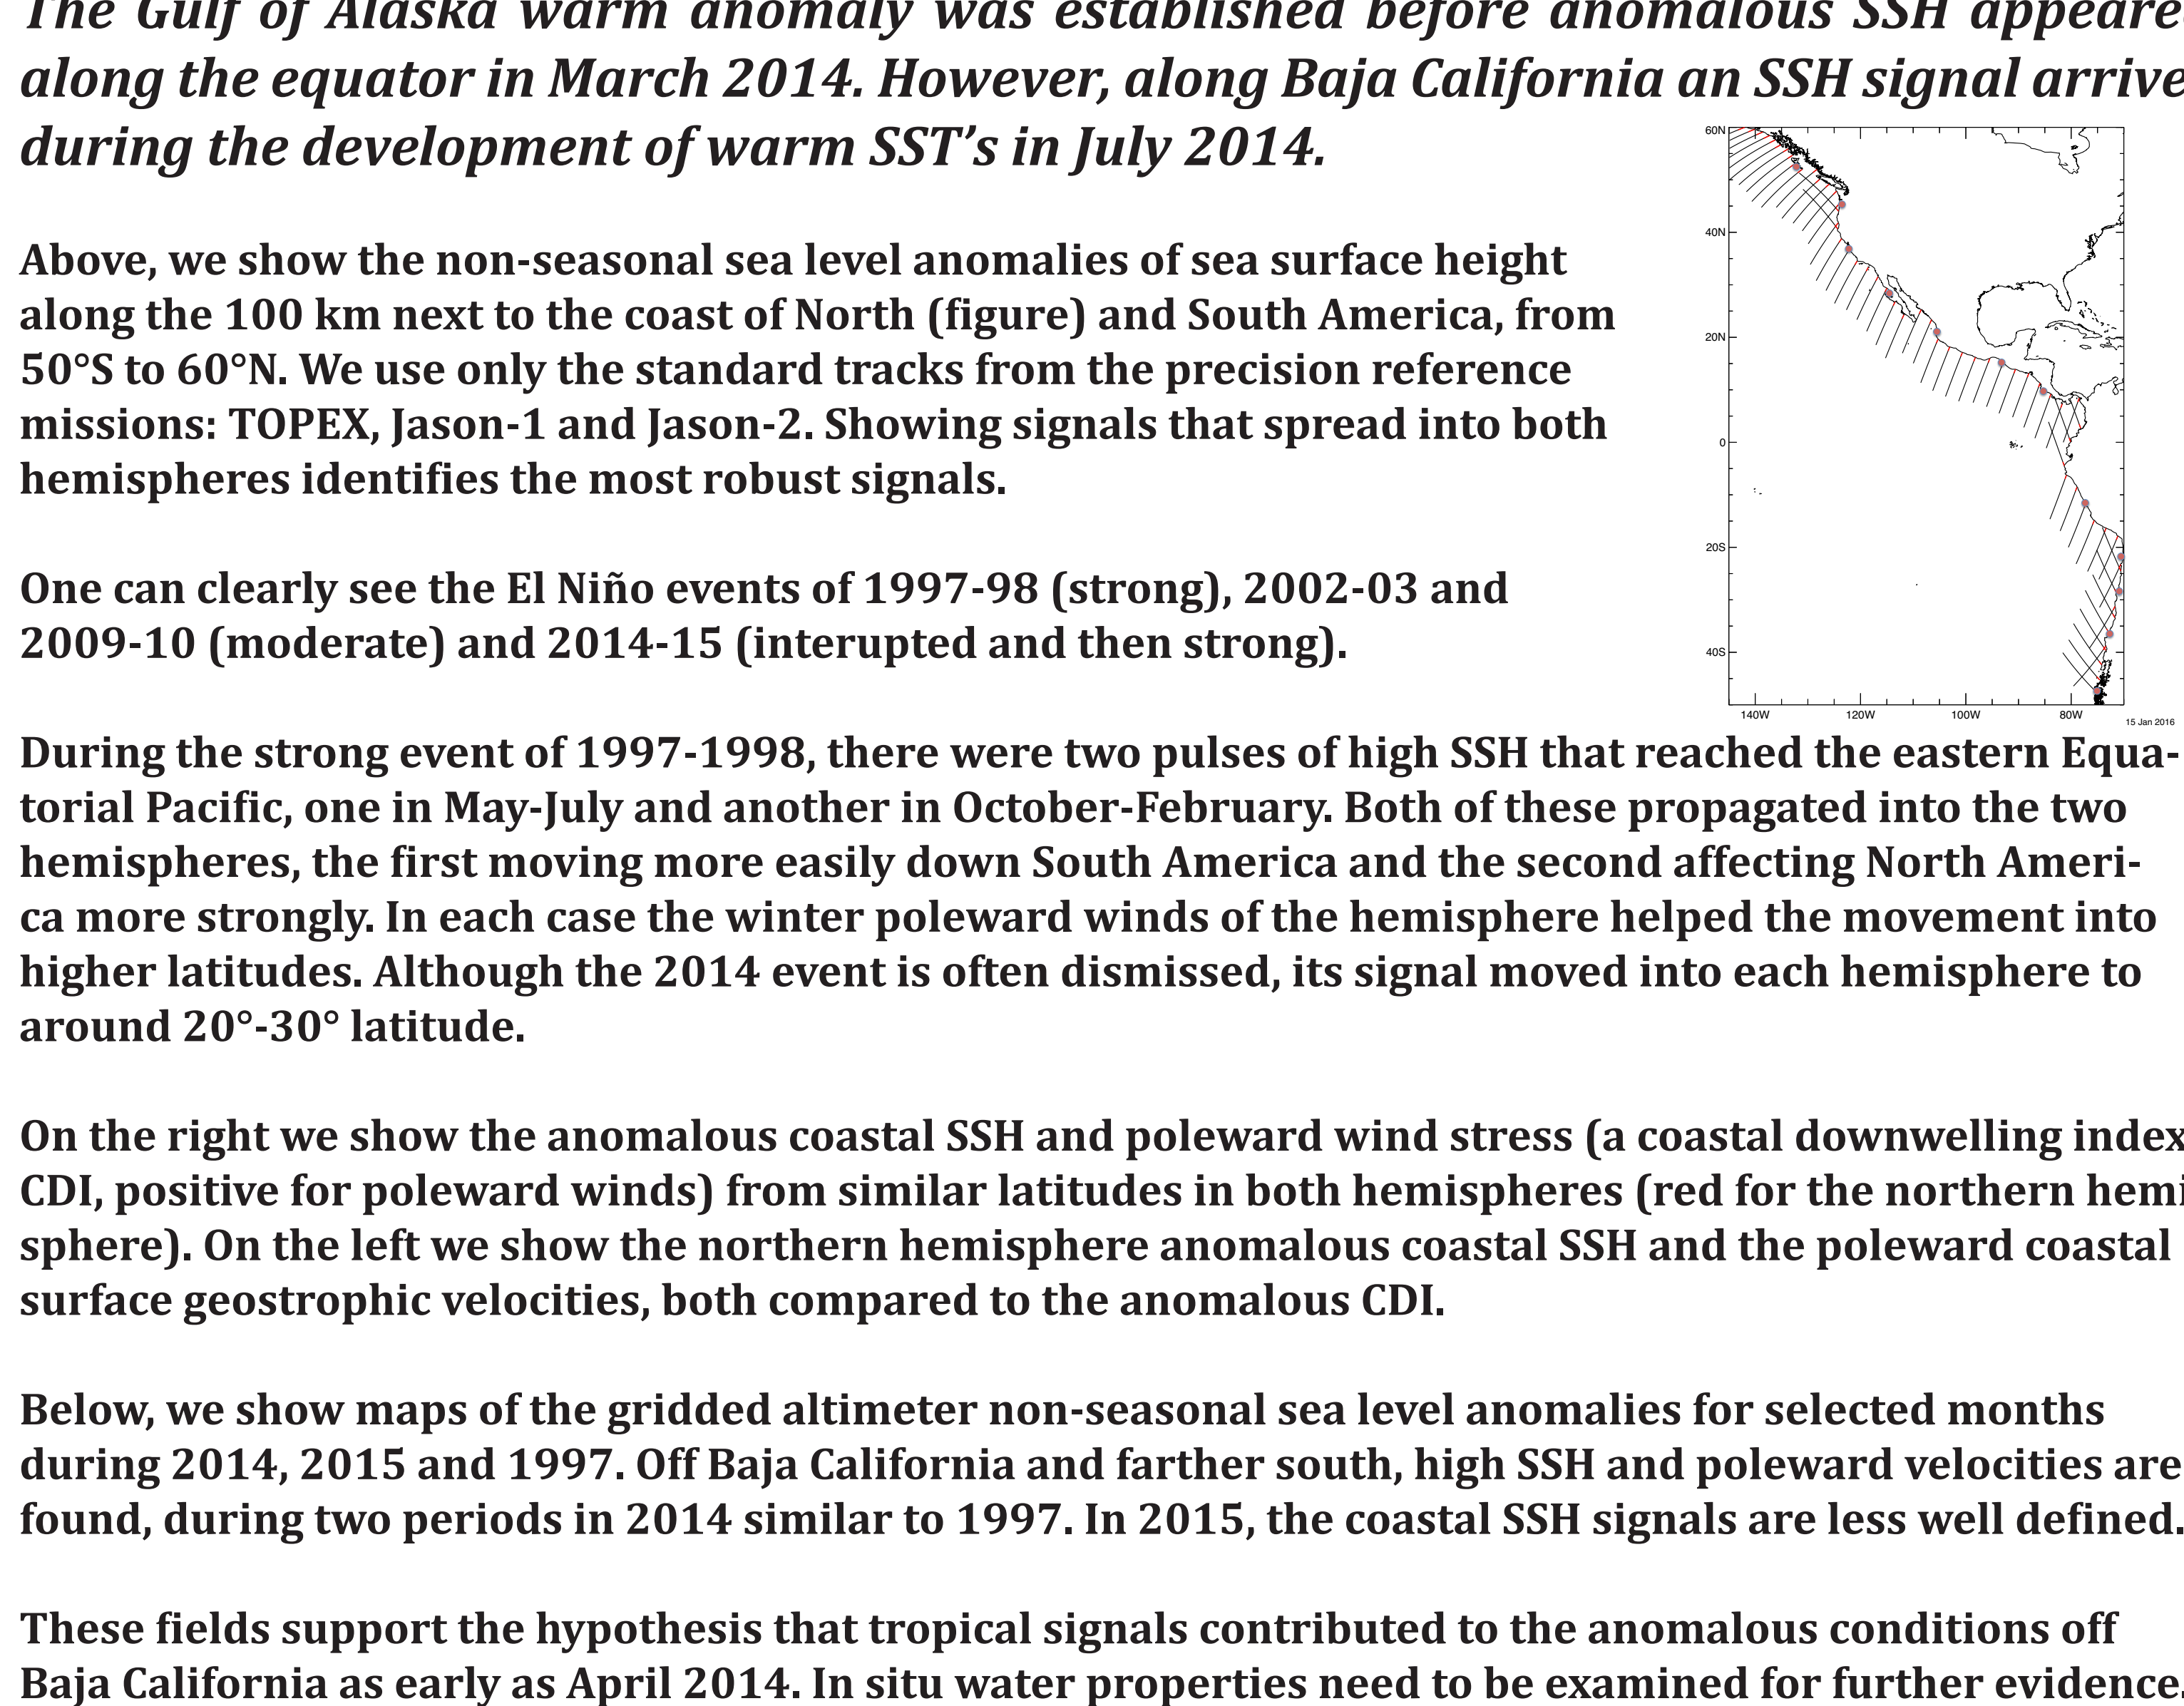 The Gulf of Alaska warm anomaly was established before anomalous SSH appeare
along the equator in March 2014. However, along Baja California an SSH signal arrive
during the development of warm SST's in July 2014.
Above, we show the non-seasonal sea level anomalies of sea surface height
along the 100 km next to the coast of North (figure) and South America, from
50°S to 60°N. We use only the standard tracks from the precision reference
missions: TOPEX, Jason-1 and Jason-2. Showing signals that spread into both
hemispheres identifies the most robust signals.
One can clearly see the El Niño events of 1997-98 (strong), 2002-03 and
2009-10 (moderate) and 2014-15 (interupted and then strong).
60N
40N
20N
0
20S
40S
140W 120W 100W 80W
15 Jan 2016
During the strong event of 1997-1998, there were two pulses of high SSH that reached the eastern Equa-
torial Pacific, one in May-July and another in October-February. Both of these propagated into the two
hemispheres, the first moving more easily down South America and the second affecting North Ameri-
ca more strongly. In each case the winter poleward winds of the hemisphere helped the movement into
higher latitudes. Although the 2014 event is often dismissed, its signal moved into each hemisphere to
around 20°-30° latitude.
On the right we show the anomalous coastal SSH and poleward wind stress (a coastal downwelling index
CDI, positive for poleward winds) from similar latitudes in both hemispheres (red for the northern hemi
sphere). On the left we show the northern hemisphere anomalous coastal SSH and the poleward coastal
surface geostrophic velocities, both compared to the anomalous CDI.
Below, we show maps of the gridded altimeter non-seasonal sea level anomalies for selected months
during 2014, 2015 and 1997. Off Baja California and farther south, high SSH and poleward velocities are
found, during two periods in 2014 similar to 1997. In 2015, the coastal SSH signals are less well defined.
These fields support the hypothesis that tropical signals contributed to the anomalous conditions off
Baja California as early as April 2014. In situ water properties need to be examined for further evidence.